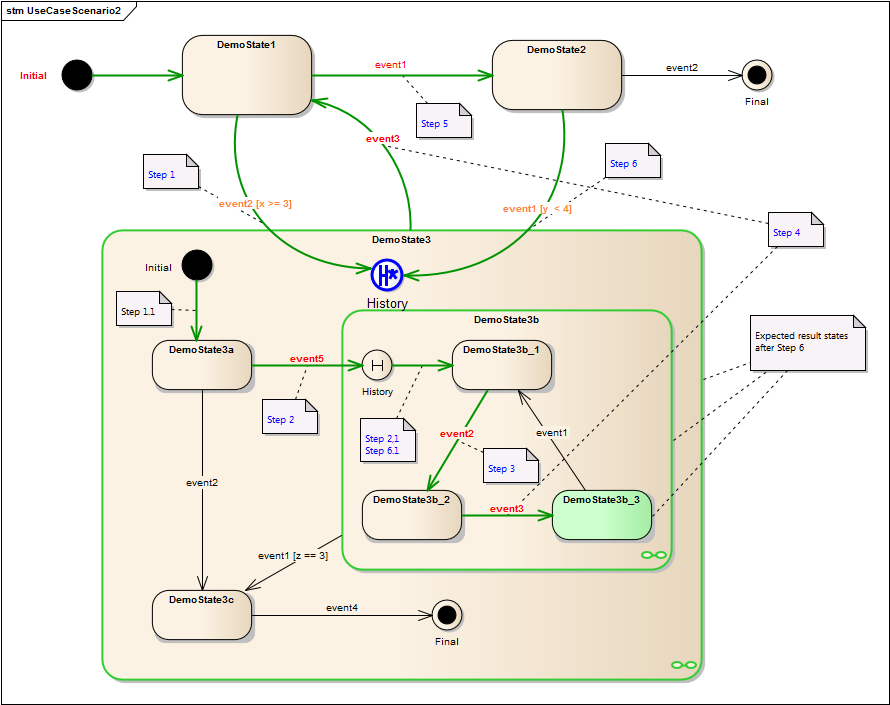 stm UseCaseScenario2
DemoState1
DemoState2
event1
event2
Initial
Final
Step 5
event3
Step 1
Step 6
event2 [x >= 3]
event1 [y < 4]
Step 4
DemoState3
Initial
History
Step 1.1
DemoState3b
Expected result states
after Step 6
DemoState3a
event5
DemoState3b_1
History
Step 2
event2
event1
Step 2,1
Step 6.1
Step 3
event2
DemoState3b_2
event3
DemoState3b_3
event1 [z == 3]
DemoState3c
event4
Final